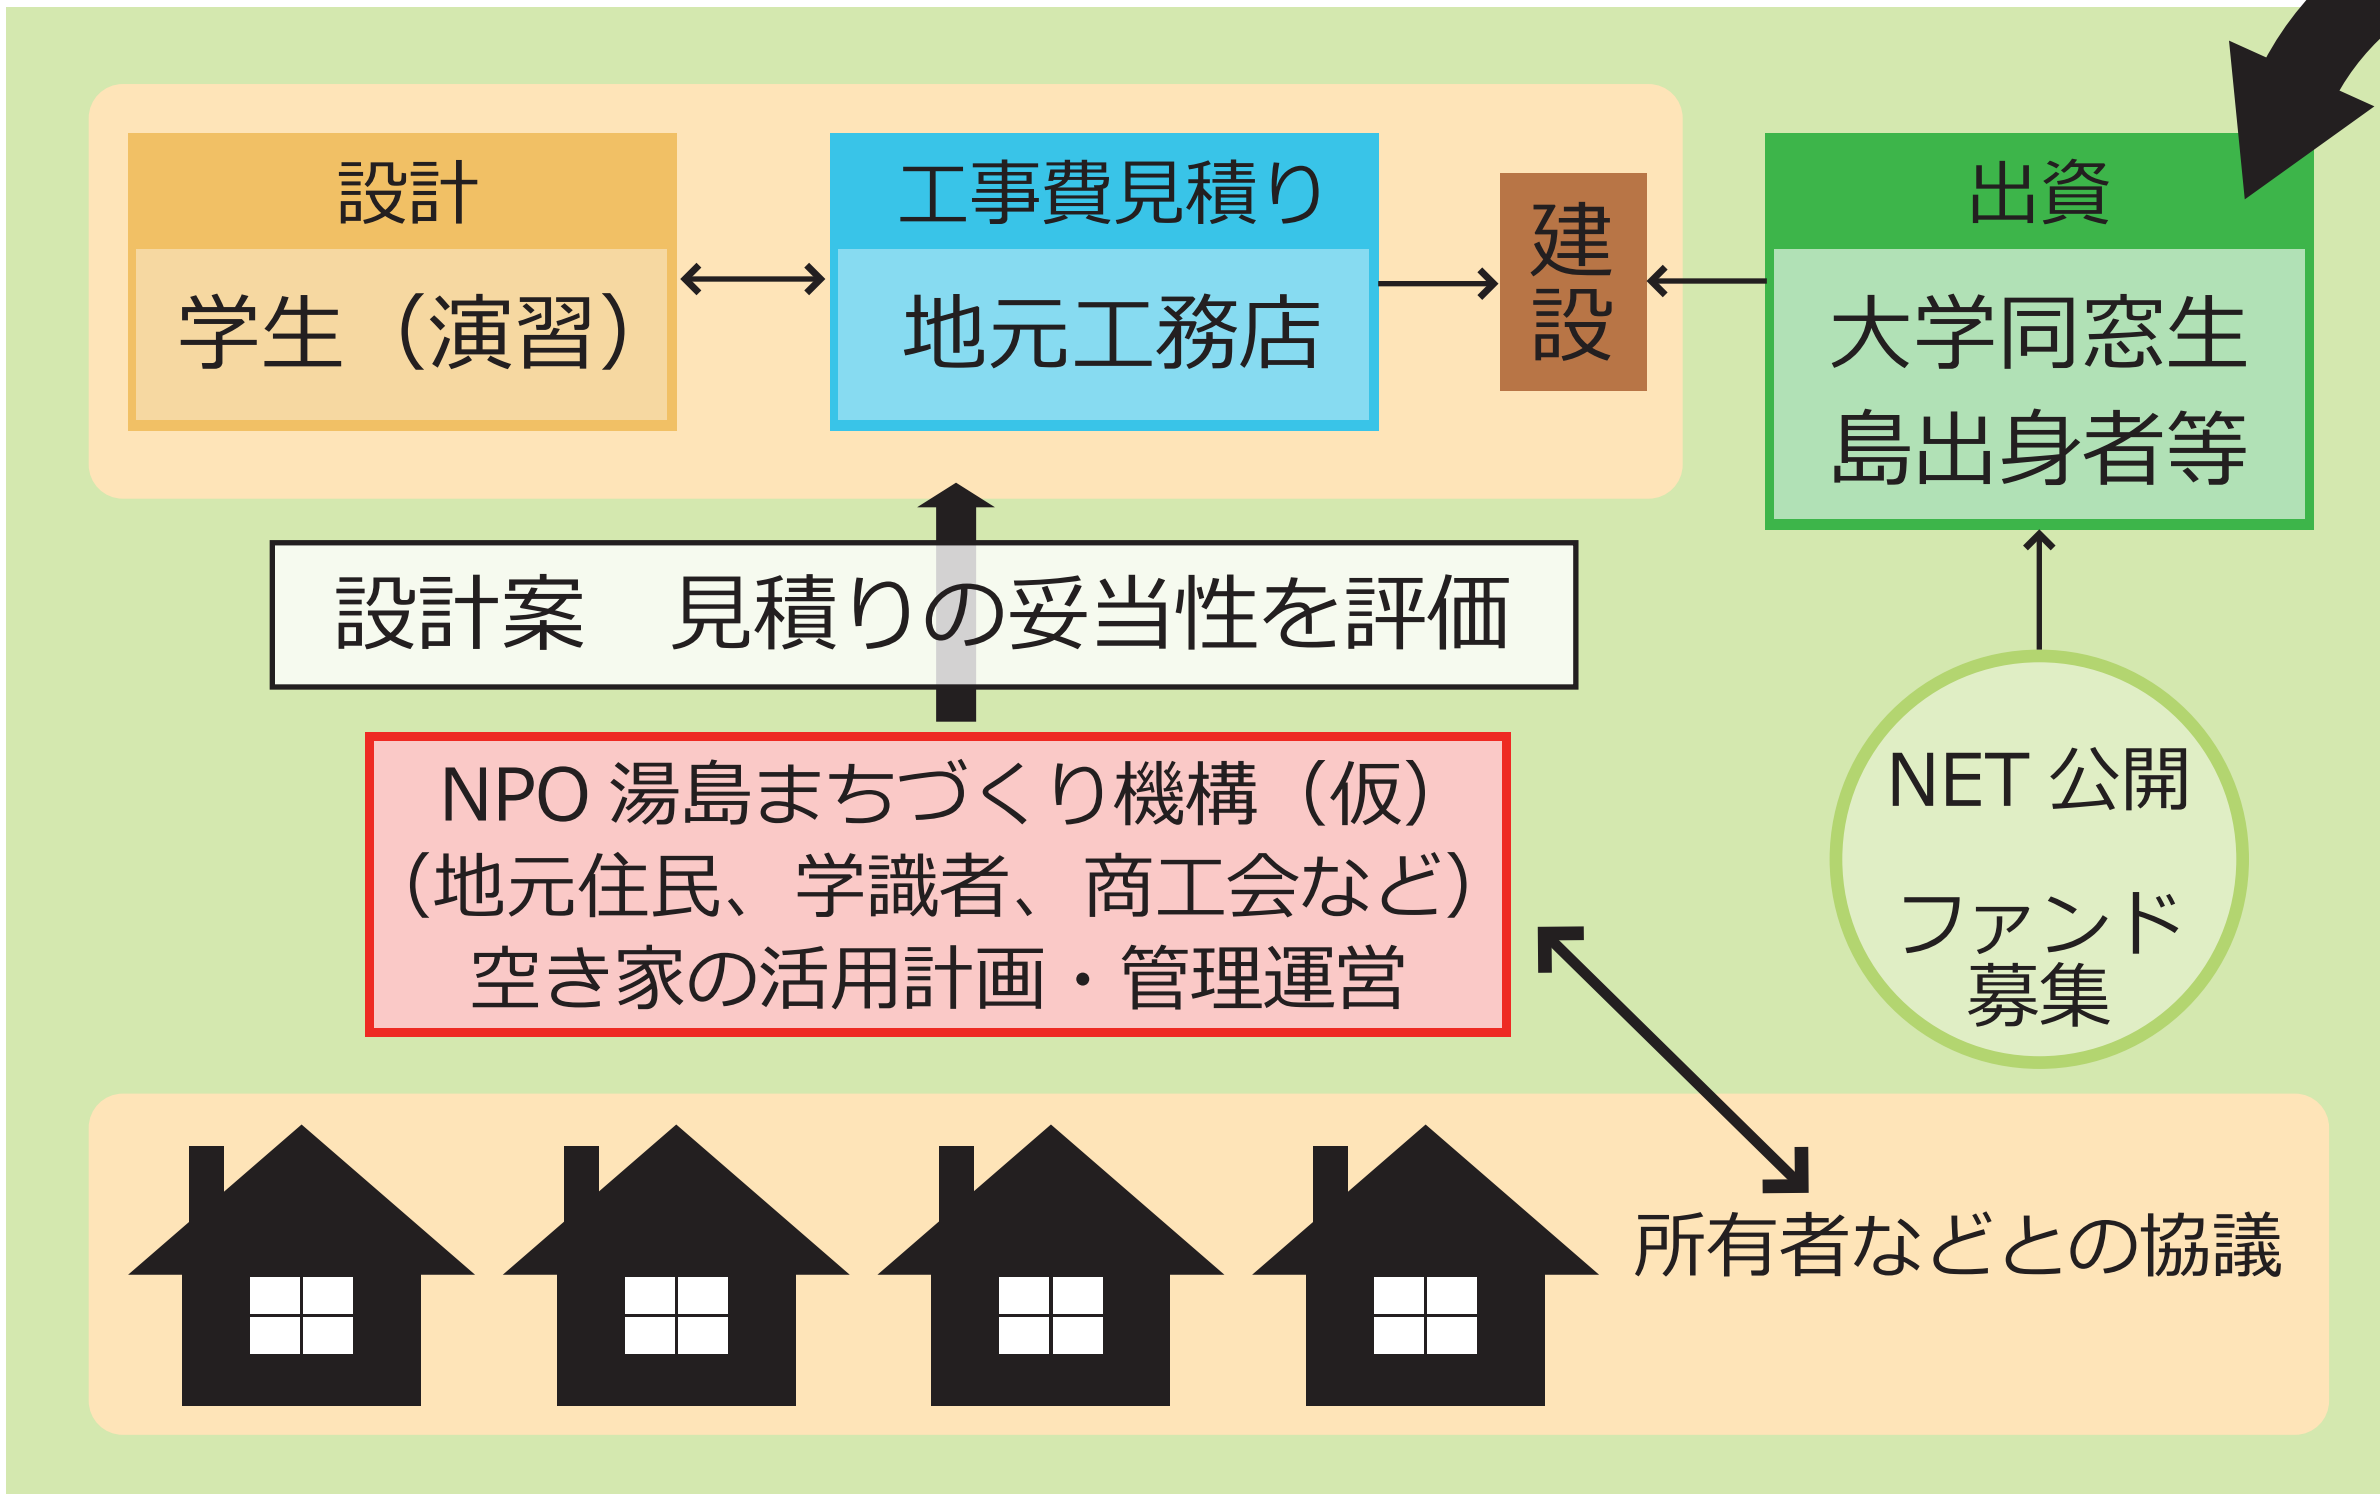 設計
学生（演習）
工事費見積り
地元工務店
建
設
出資
大学同窓生
島出身者等
設計案　見積りの妥当性を評価
NPO 湯島まちづくり機構（仮）
（地元住民、学識者、商工会など）
空き家の活用計画・管理運営
NET 公開
ファンド
募集
所有者などとの協議